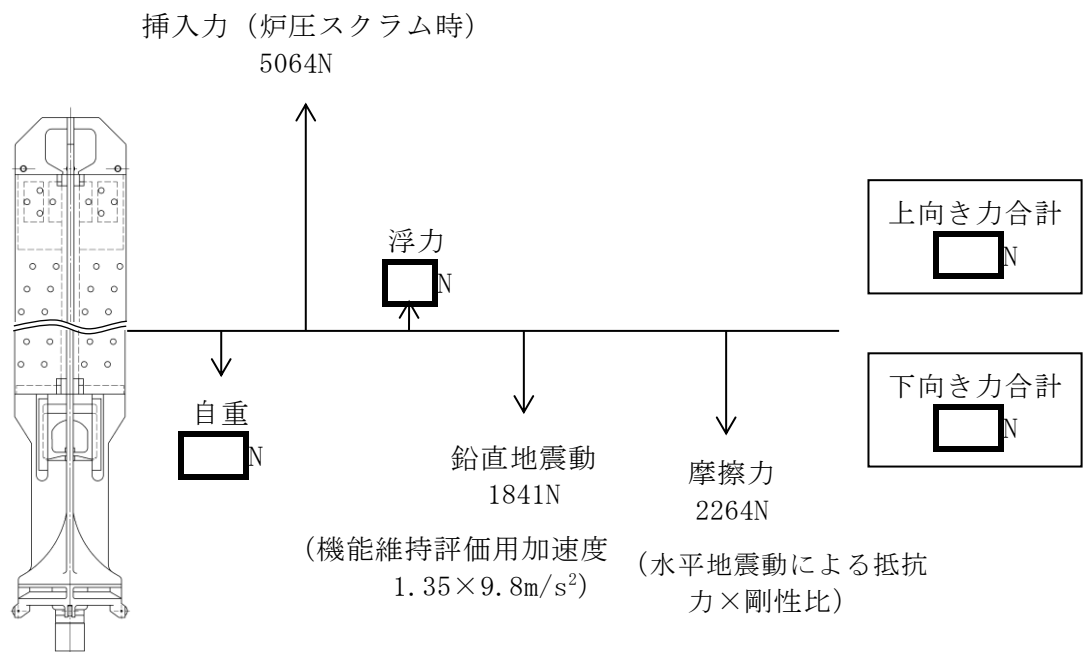 挿入力（炉圧スクラム時）
5064N
浮力
N
上向き力合計
N
自重
N
鉛直地震動
1841N
（機能維持評価用加速度
1.35×9.8m/s²）
摩擦力
2264N
（水平地震動による抵抗
力×剛性比）
下向き力合計
N